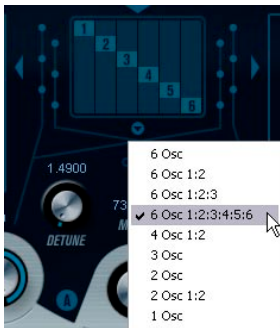 1
2
3
4
5
6
1.4900
73
DETUNE
M
A
6 Osc
6 Osc 1:2
6 Osc 1:2:3
6 Osc 1:2:3:4:5:6
4 Osc 1:2
3 Osc
2 Osc
2 Osc 1:2
1 Osc